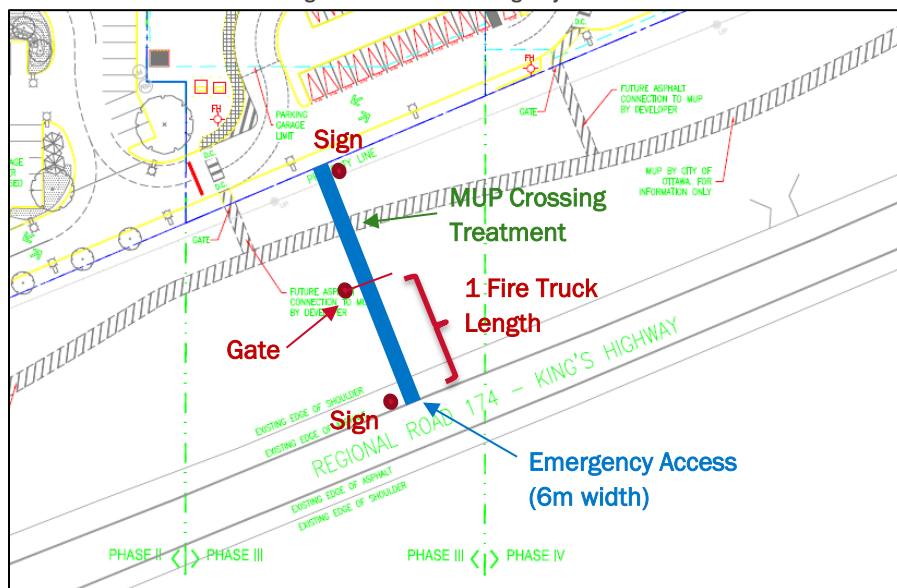 FH
D.C.
PARKING
GARAGE
LIMIT
FH
GATE
FUTURE ASPHALT
CONNECTION TO MUP
BY DEVELOPER
MUP BY CITY OF
OTTAWA FOR
INFORMATION ONLY
Sign
LINE
D.C.
D.C.
GATE
MUP Crossing
Treatment
FUTURE
CONNECTION TO
BY DEVELOPER
1 Fire Truck
Length
Gate
Sign
EXISTING EDGE OF SHOULDER
EXISTING EDGE OF
REGIONAL ROAD 174 – KING'S HIGHWAY
EXISTING EDGE OF ASPHALT
EXISTING EDGE OF SHOULDER
Emergency Access
(6m width)
PHASE II
PHASE III
PHASE III
PHASE IV